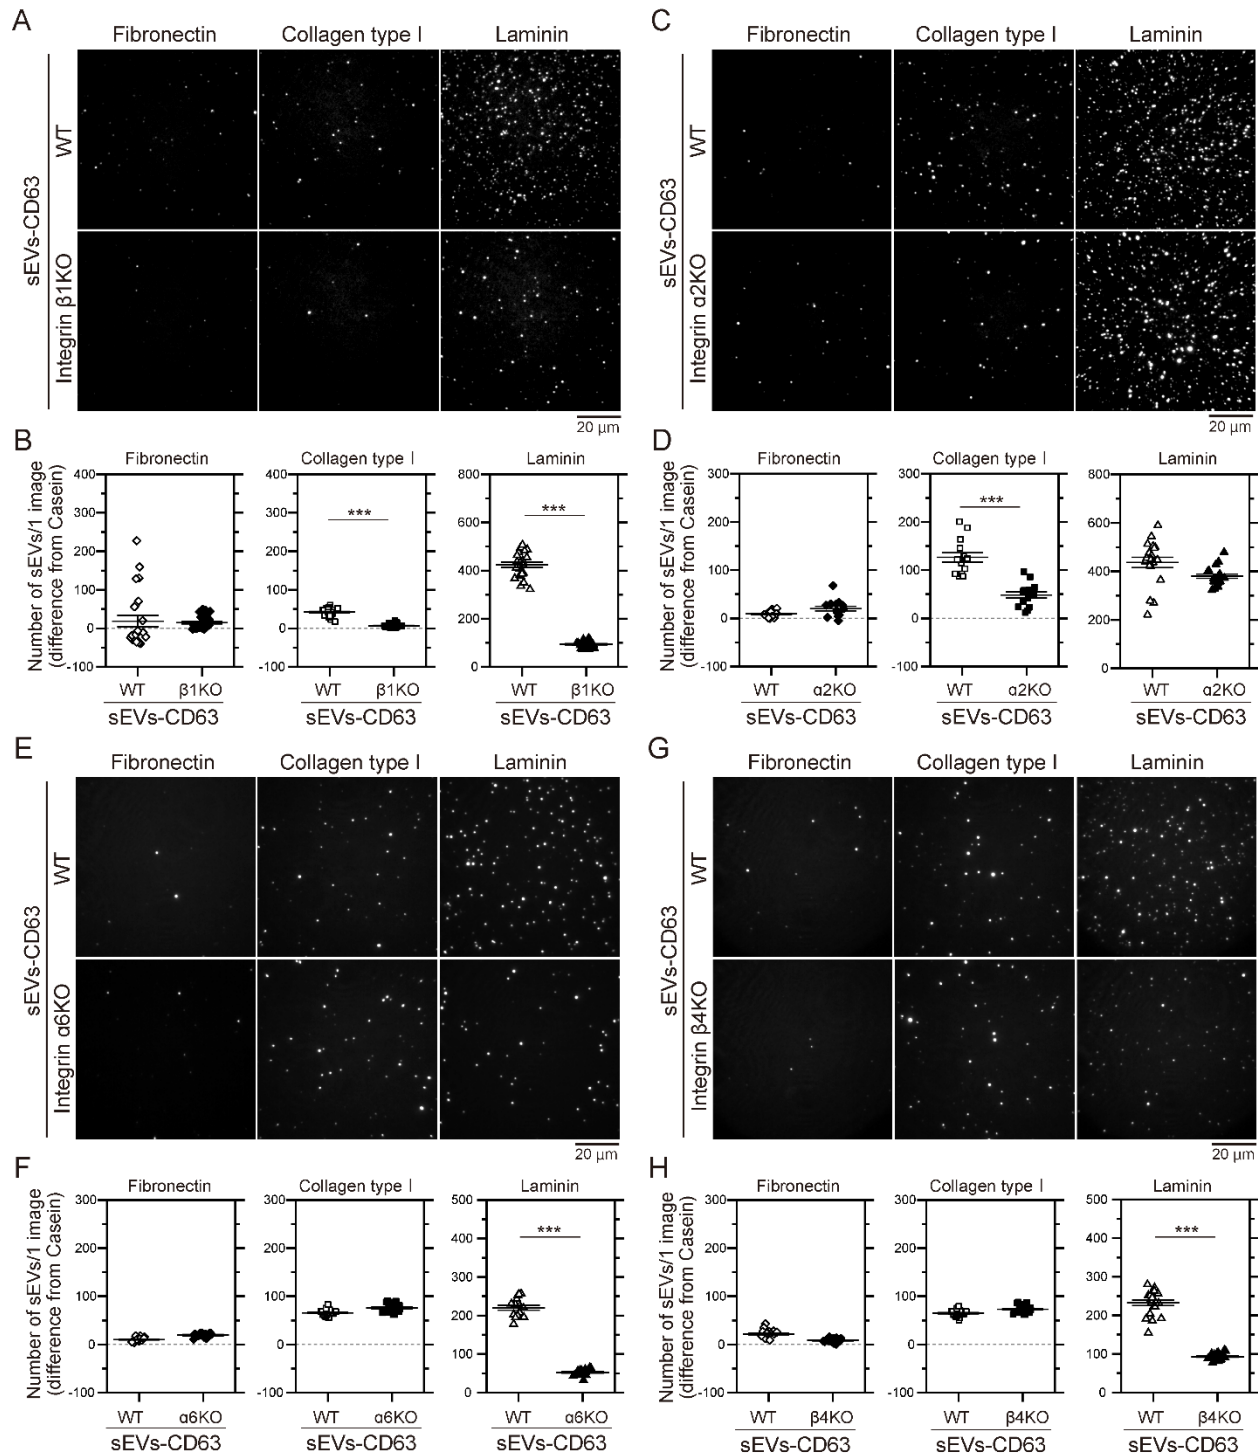 A
Fibronectin Collagen type I Laminin
sEVs-CD63
WT
Integrin β1KO
20 µm
C
Fibronectin Collagen type I Laminin
sEVs-CD63
WT
Integrin α2KO
20 µm
B
Number of sEVs/1 image
(difference from Casein)
Fibronectin
400
300
200
100
0
-100
WT β1KO
sEVs-CD63
Collagen type I
400
300
200
100
0
-100
***
WT β1KO
sEVs-CD63
Laminin
800
600
400
200
0
***
WT β1KO
sEVs-CD63
D
Number of sEVs/1 image
(difference from Casein)
Fibronectin
300
200
100
0
-100
WT α2KO
sEVs-CD63
Collagen type I
300
200
100
0
-100
***
WT α2KO
sEVs-CD63
Laminin
800
600
400
200
0
WT α2KO
sEVs-CD63
E
Fibronectin Collagen type I Laminin
sEVs-CD63
WT
Integrin α6KO
20 µm
G
Fibronectin Collagen type I Laminin
sEVs-CD63
WT
Integrin β4KO
20 µm
F
Number of sEVs/1 image
(difference from Casein)
Fibronectin
300
200
100
0
-100
WT α6KO
sEVs-CD63
Collagen type I
300
200
100
0
-100
WT α6KO
sEVs-CD63
Laminin
500
400
300
200
100
0
***
WT α6KO
sEVs-CD63
H
Number of sEVs/1 image
(difference from Casein)
Fibronectin
300
200
100
0
-100
WT β4KO
sEVs-CD63
Collagen type I
300
200
100
0
-100
WT β4KO
sEVs-CD63
Laminin
500
400
300
200
100
0
***
WT β4KO
sEVs-CD63